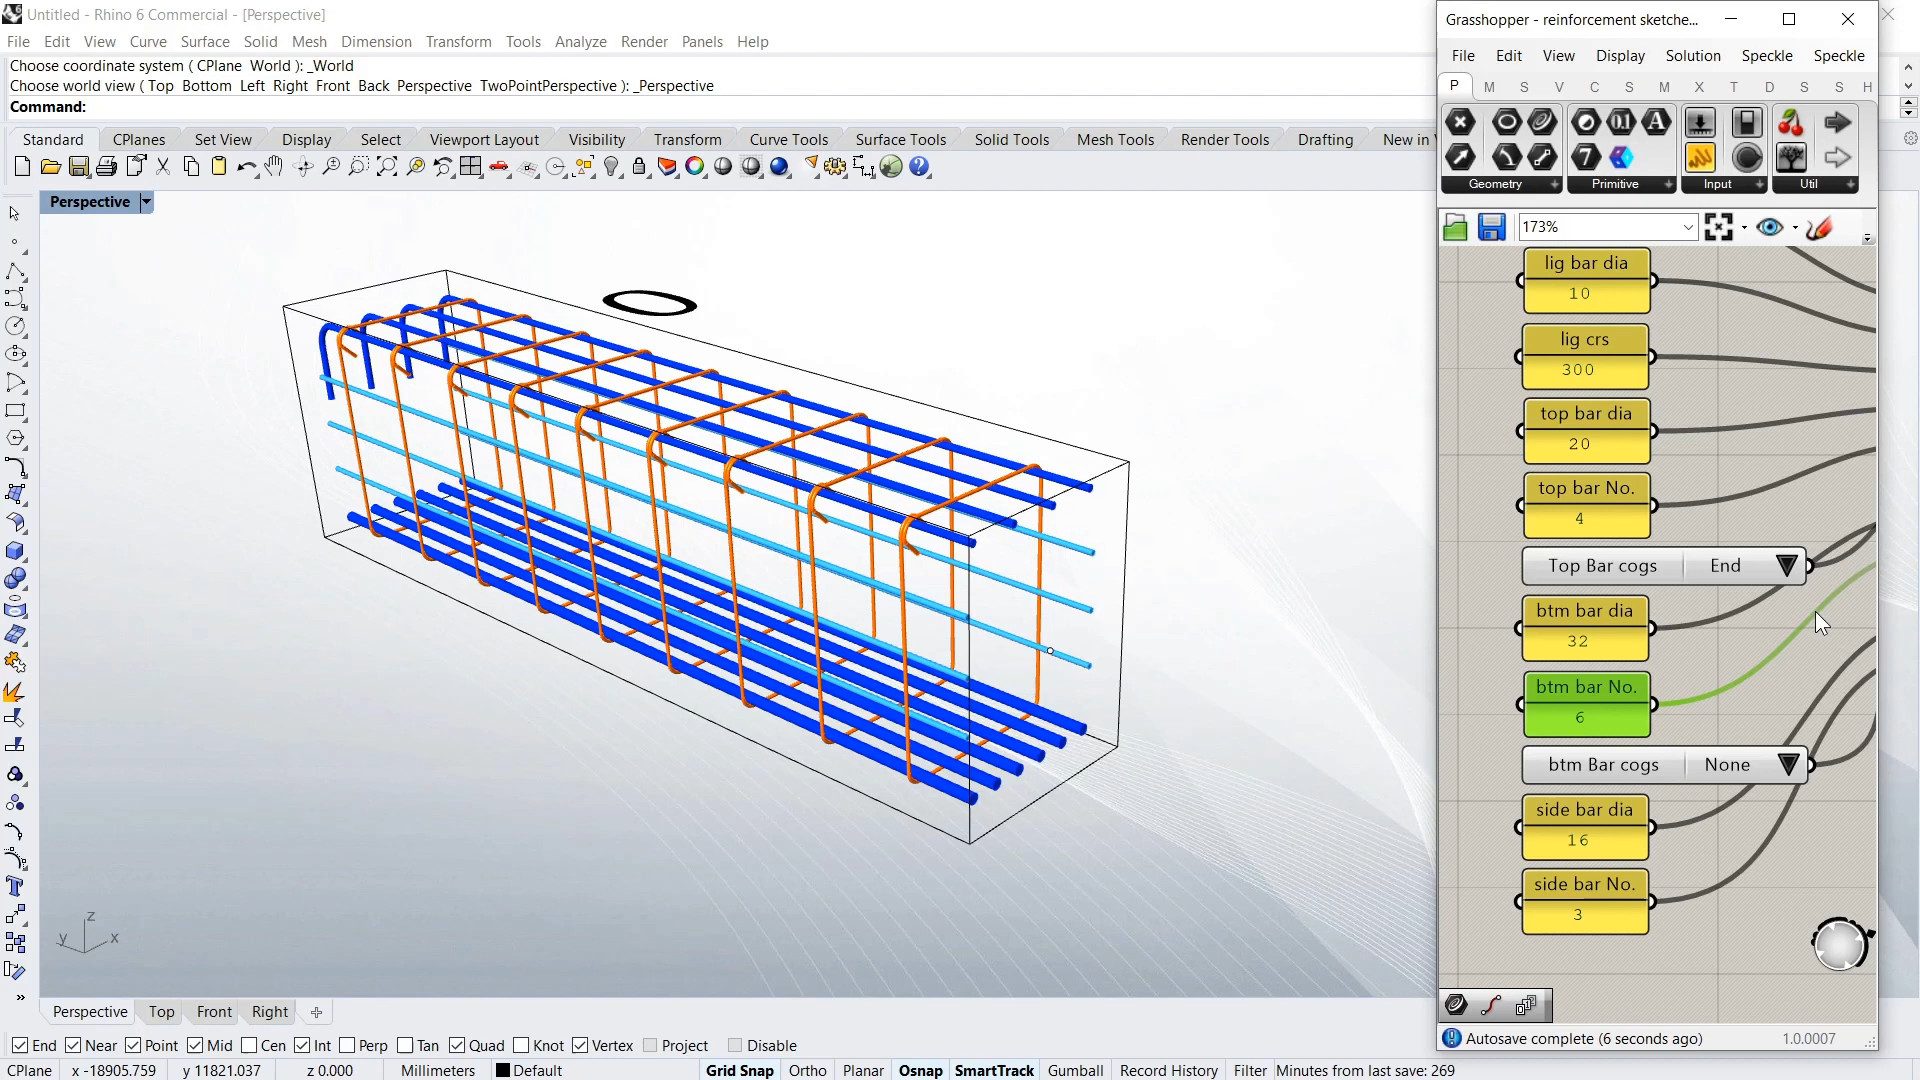 Untitled - Rhino 6 Commercial - [Perspective]
File Edit View Curve Surface Solid Mesh Dimension Transform Tools Analyze Render Panels Help
Choose coordinate system ( CPlane World ): _World
Choose world view ( Top Bottom Left Right Front Back Perspective TwoPointPerspective ): _Perspective
Command:
Standard CPlanes Set View Display Select Viewport Layout Visibility Transform Curve Tools Surface Tools Solid Tools Mesh Tools Render Tools Drafting New in
Perspective
z
y x
Perspective Top Front Right
End Near Point Mid Cen Int Perp Tan Quad Knot Vertex Project Disable
CPlane x -18905.759 y 11821.037 z 0.000 Millimeters Default Grid Snap Ortho Planar Osnap SmartTrack Gumball Record History Filter Minutes from last save: 269
Grasshopper - reinforcement sketche...
File Edit View Display Solution Speckle Speckle
P M S V C S M X T D S S H
Geometry Primitive Input Util
173%
lig bar dia
10
lig crs
300
top bar dia
20
top bar No.
4
Top Bar cogs End
btm bar dia
32
btm bar No.
6
btm Bar cogs None
side bar dia
16
side bar No.
3
Autosave complete (6 seconds ago) 1.0.0007